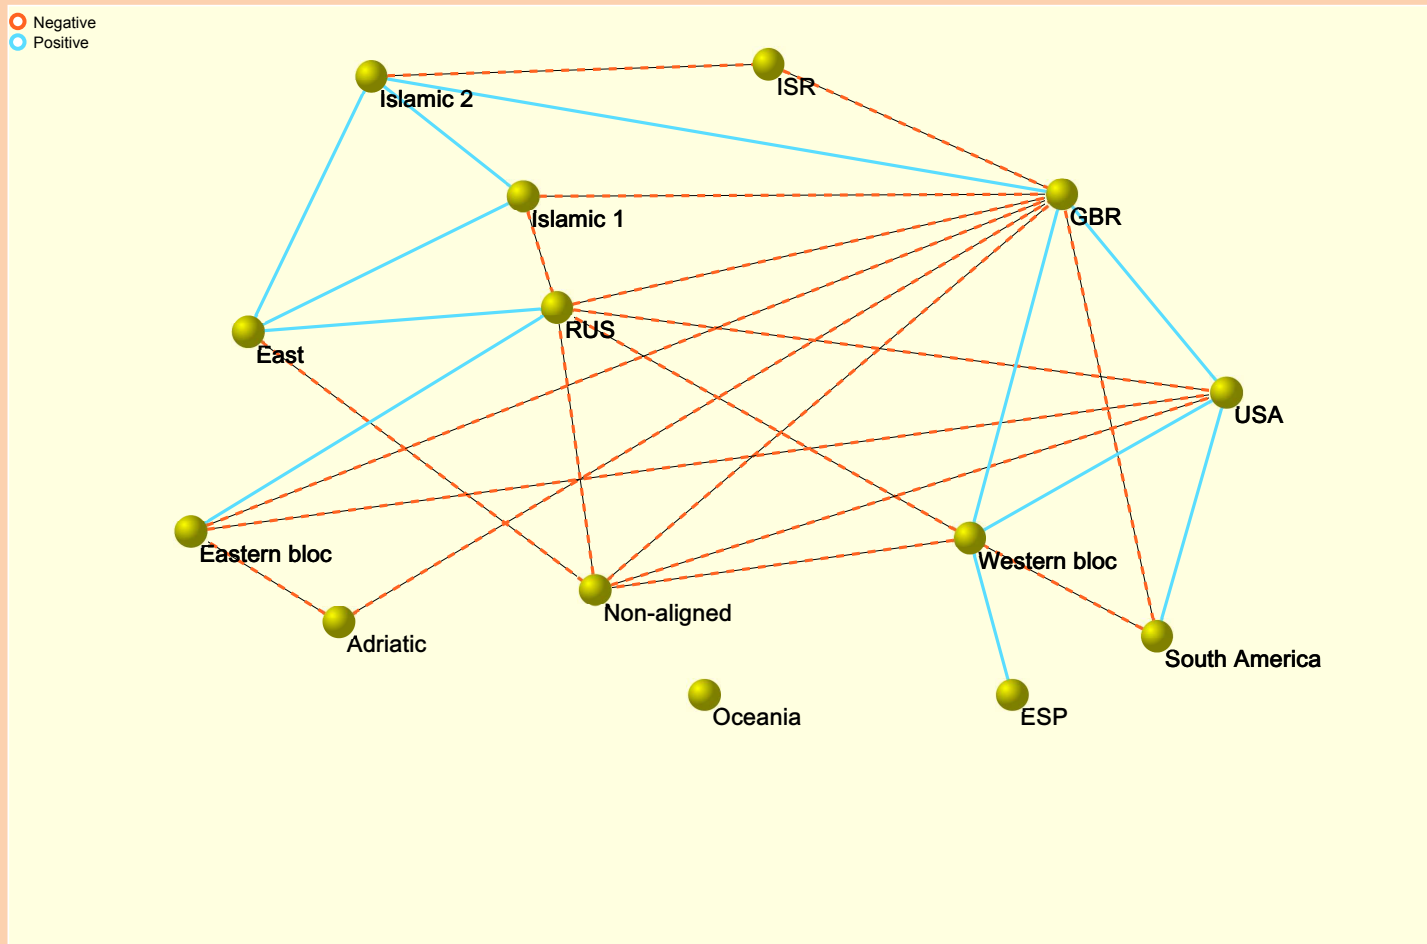 Negative
Positive
ISR
Islamic 2
Islamic 1
GBR
RUS
East
USA
Eastern bloc
Western bloc
Non-aligned
Adriatic
South America
Oceania
ESP